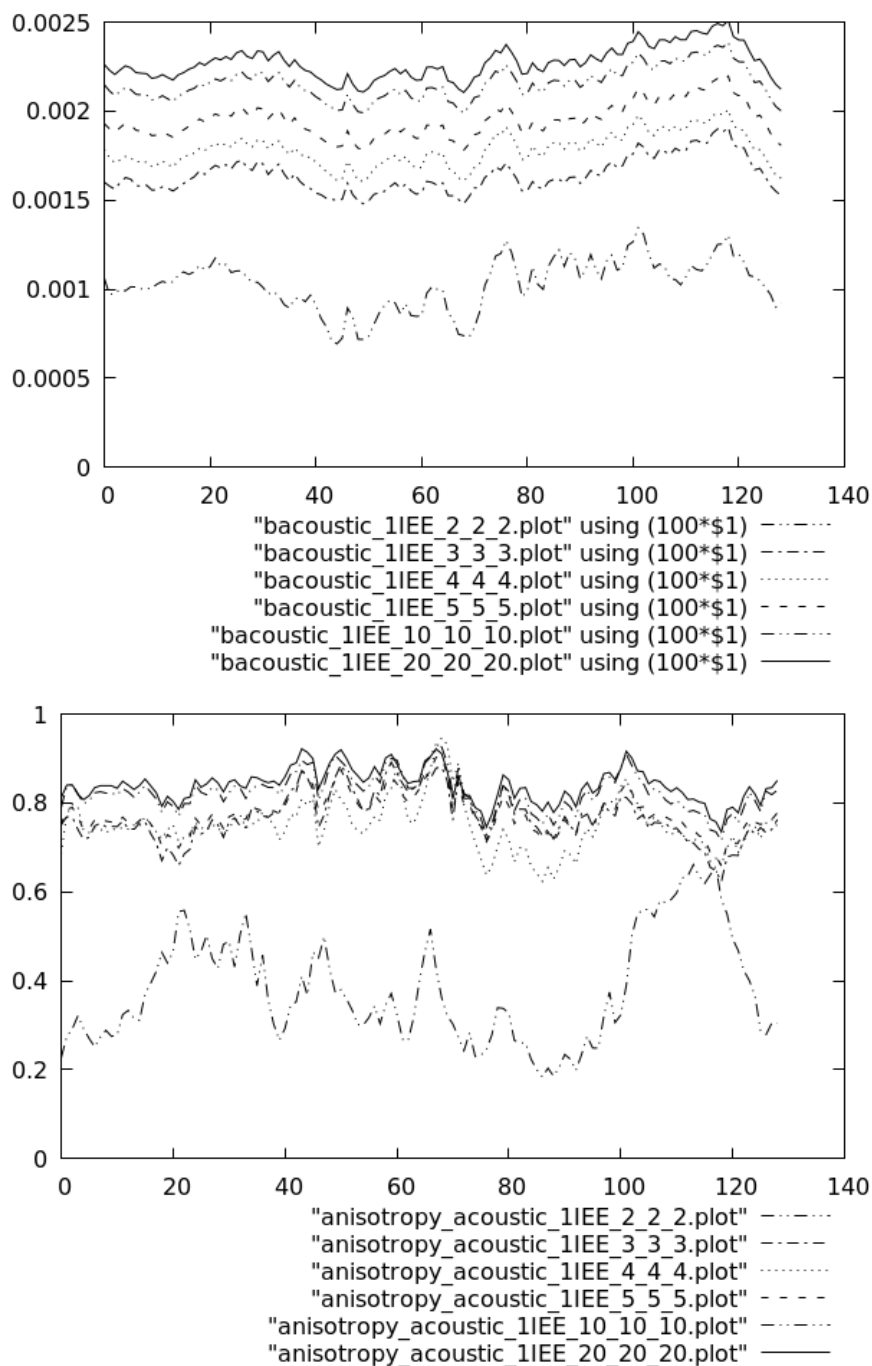 0.0025
0.002
0.0015
0.001
0.0005
0
0 20 40 60 80 100 120 140
"bacoustic_1IEE_2_2_2.plot" using (100*$1)
"bacoustic_1IEE_3_3_3.plot" using (100*$1)
"bacoustic_1IEE_4_4_4.plot" using (100*$1)
"bacoustic_1IEE_5_5_5.plot" using (100*$1)
"bacoustic_1IEE_10_10_10.plot" using (100*$1)
"bacoustic_1IEE_20_20_20.plot" using (100*$1)
1
0.8
0.6
0.4
0.2
0
0 20 40 60 80 100 120 140
"anisotropy_acoustic_1IEE_2_2_2.plot"
"anisotropy_acoustic_1IEE_3_3_3.plot"
"anisotropy_acoustic_1IEE_4_4_4.plot"
"anisotropy_acoustic_1IEE_5_5_5.plot"
"anisotropy_acoustic_1IEE_10_10_10.plot"
"anisotropy_acoustic_1IEE_20_20_20.plot"